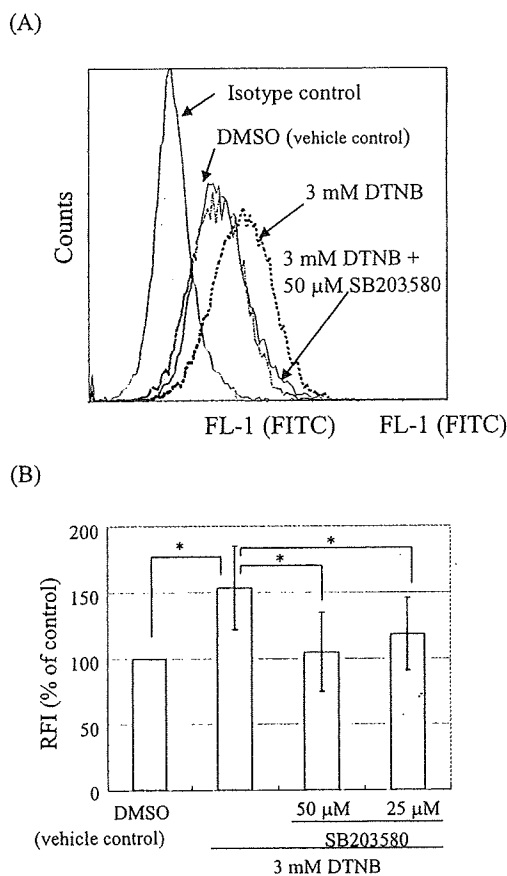 (A)
Isotype control
DMSO (vehicle control)
3 mM DTNB
3 mM DTNB +
50 μM SB203580
Counts
FL-1 (FITC) FL-1 (FITC)
(B)
RFI (% of control)
200
150
100
50
0
*
*
*
DMSO
(vehicle control)
50 μM 25 μM
SB203580
3 mM DTNB